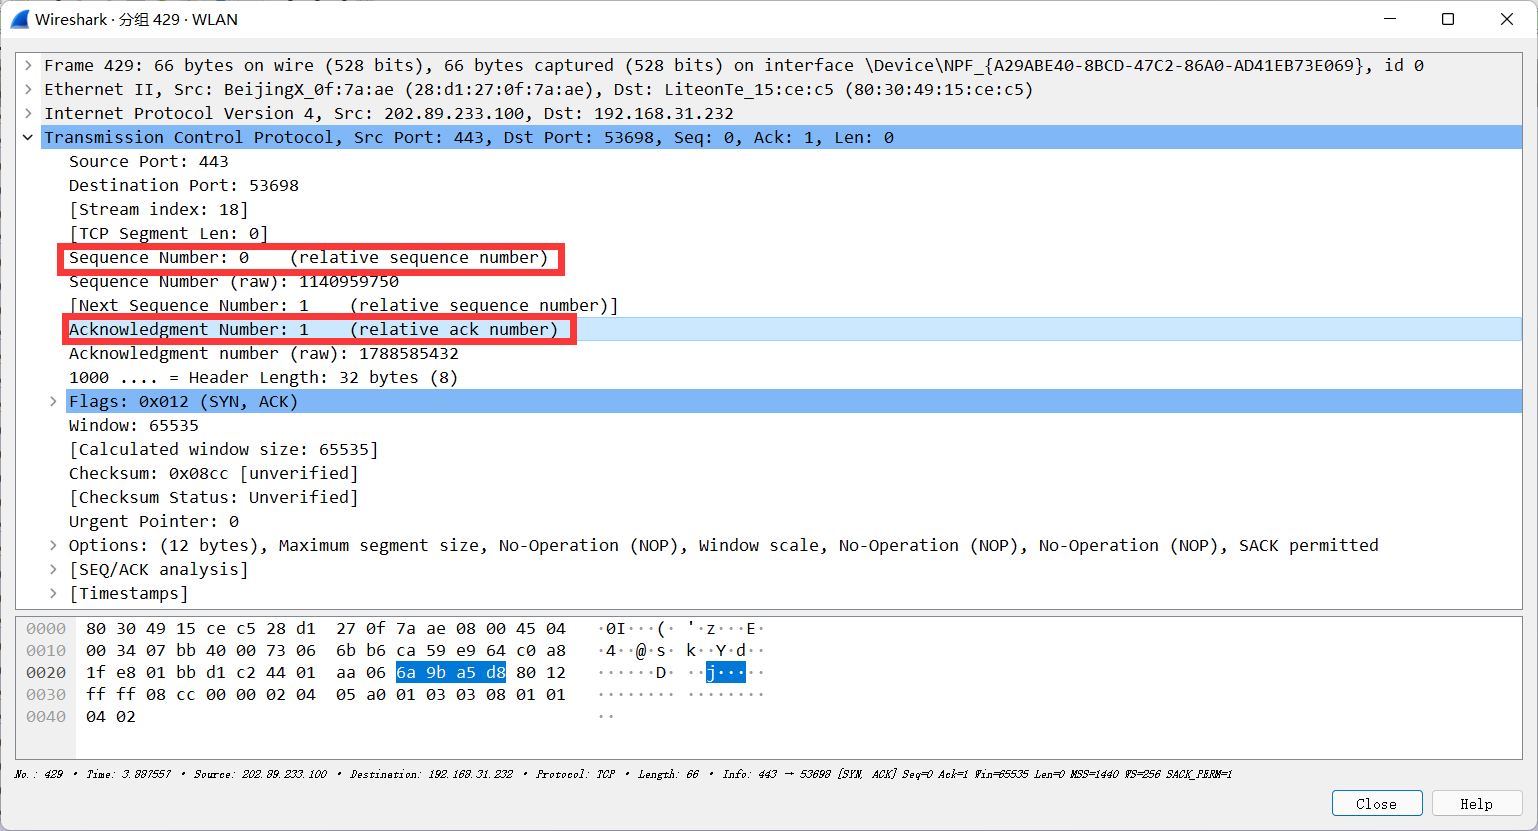 Wireshark · 分组 429 · WLAN
Frame 429: 66 bytes on wire (528 bits), 66 bytes captured (528 bits) on interface \Device\NPF_{A29ABE40-8BCD-47C2-86A0-AD41EB73E069}, id 0
Ethernet II, Src: BeijingX_0f:7a:ae (28:d1:27:0f:7a:ae), Dst: LiteonTe_15:ce:c5 (80:30:49:15:ce:c5)
Internet Protocol Version 4, Src: 202.89.233.100, Dst: 192.168.31.232
Transmission Control Protocol, Src Port: 443, Dst Port: 53698, Seq: 0, Ack: 1, Len: 0
Source Port: 443
Destination Port: 53698
[Stream index: 18]
[TCP Segment Len: 0]
Sequence Number: 0    (relative sequence number)
Sequence Number (raw): 1140959750
[Next Sequence Number: 1    (relative sequence number)]
Acknowledgment Number: 1    (relative ack number)
Acknowledgment number (raw): 1788585432
1000 .... = Header Length: 32 bytes (8)
Flags: 0x012 (SYN, ACK)
Window: 65535
[Calculated window size: 65535]
Checksum: 0x08cc [unverified]
[Checksum Status: Unverified]
Urgent Pointer: 0
Options: (12 bytes), Maximum segment size, No-Operation (NOP), Window scale, No-Operation (NOP), No-Operation (NOP), SACK permitted
[SEQ/ACK analysis]
[Timestamps]
0000 80 30 49 15 ce c5 28 d1 27 0f 7a ae 08 00 45 04 ·0I···(· '·z···E·
0010 00 34 07 bb 40 00 73 06 6b b6 ca 59 e9 64 c0 a8 ·4··@·s· k··Y·d··
0020 1f e8 01 bb d1 c2 44 01 aa 06 6a 9b a5 d8 80 12 ······D· ··j·····
0030 ff ff 08 cc 00 00 02 04 05 a0 01 03 03 08 01 01 ········ ········
0040 04 02 ··
No.: 429 · Time: 3.887557 · Source: 202.89.233.100 · Destination: 192.168.31.232 · Protocol: TCP · Length: 66 · Info: 443 → 53698 [SYN, ACK] Seq=0 Ack=1 Win=65535 Len=0 MSS=1440 WS=256 SACK_PERM=1
Close Help